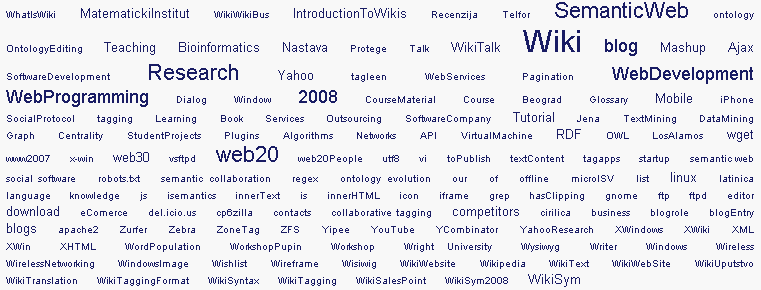 WhatIsWiki MatematickiInstitut WikiWikiBus IntroductionToWikis Recenzija Telfor SemanticWeb ontology
OntologyEditing Teaching Bioinformatics Nastava Protege Talk WikiTalk Wiki blog Mashup Ajax
SoftwareDevelopment Research Yahoo tagleen WebServices Pagination WebDevelopment
WebProgramming Dialog Window 2008 CourseMaterial Course Beograd Glossary Mobile iPhone
SocialProtocol tagging Learning Book Services Outsourcing SoftwareCompany Tutorial Jena TextMining DataMining
Graph Centrality StudentProjects Plugins Algorithms Networks API VirtualMachine RDF OWL LosAlamos wget
www2007 x-win web30 vsftpd web20 web20People utf8 vi toPublish textContent tagapps startup semantic web
social software robots.txt semantic collaboration regex ontology evolution our of offline microISV list linux latinica
language knowledge js isemantics innerText is innerHTML icon iframe grep hasClipping gnome ftp ftpd editor
download eComerce del.icio.us cp6zilla contacts collaborative tagging competitors cirilica business blogrole blogEntry
blogs apache2 Zurfer Zebra ZoneTag ZFS Yipee YouTube YCombinator YahooResearch XWindows XWiki XML
XWin XHTML WordPopulation WorkshopPupin Workshop Wright University Wysiwyg Writer Windows Wireless
WirelessNetworking WindowsImage Wishlist Wireframe Wisiwig WikiWebsite Wikipedia WikiText WikiWebSite WikiUputstvo
WikiTranslation WikiTaggingFormat WikiSyntax WikiTagging WikiSalesPoint WikiSym2008 WikiSym